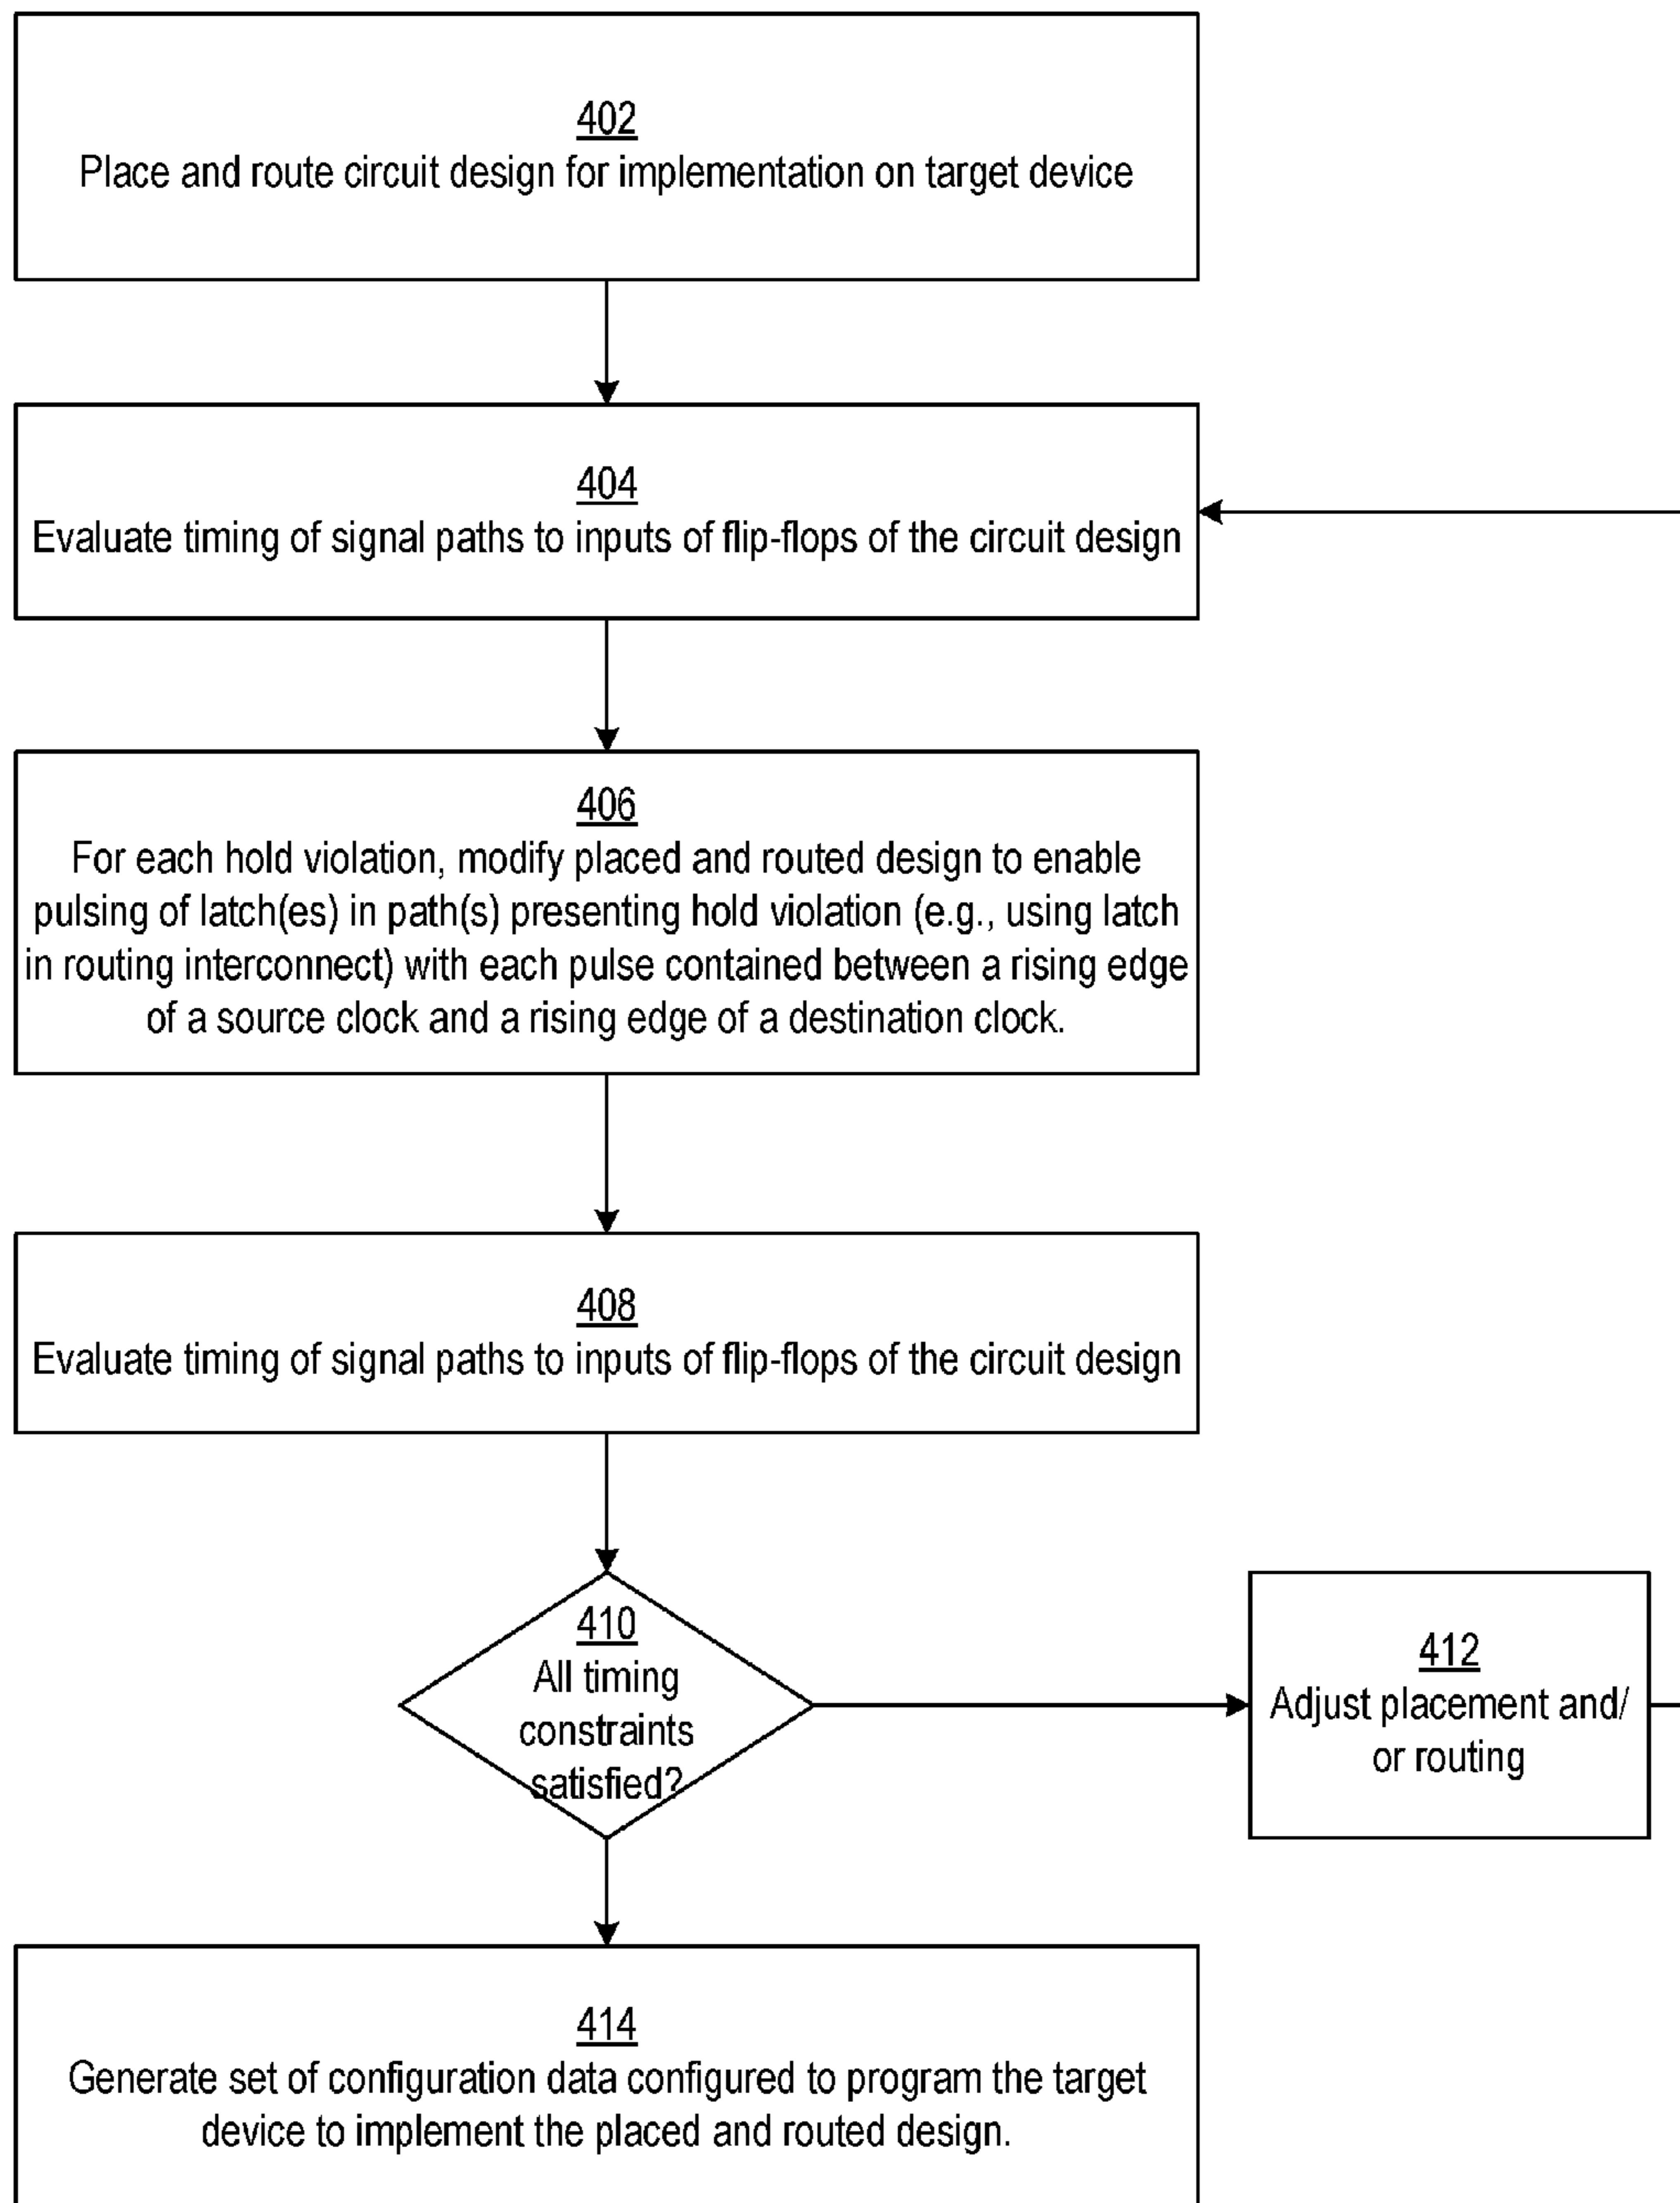 402
Place and route circuit design for implementation on target device
404
Evaluate timing of signal paths to inputs of flip-flops of the circuit design
406
For each hold violation, modify placed and routed design to enable
pulsing of latch(es) in path(s) presenting hold violation (e.g., using latch
in routing interconnect) with each pulse contained between a rising edge
of a source clock and a rising edge of a destination clock.
408
Evaluate timing of signal paths to inputs of flip-flops of the circuit design
410
All timing
constraints
satisfied?
412
Adjust placement and/
or routing
414
Generate set of configuration data configured to program the target
device to implement the placed and routed design.